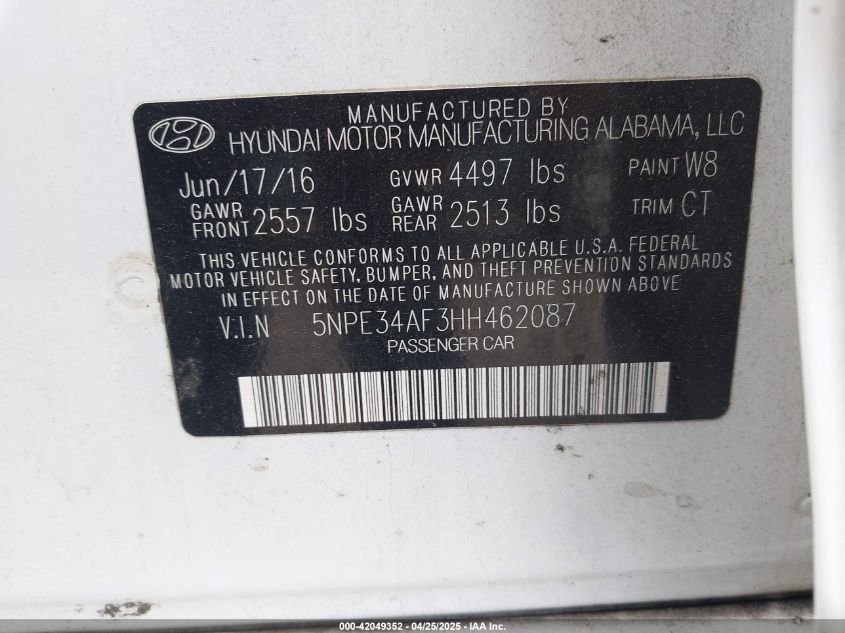 MANUFACTURED BY
HYUNDAI MOTOR MANUFACTURING ALABAMA, LLC
Jun/17/16 GVWR 4497 lbs PAINT W8
GAWR FRONT 2557 lbs GAWR REAR 2513 lbs TRIM CT
THIS VEHICLE CONFORMS TO ALL APPLICABLE U.S.A. FEDERAL
MOTOR VEHICLE SAFETY, BUMPER, AND THEFT PREVENTION STANDARDS
IN EFFECT ON THE DATE OF MANUFACTURE SHOWN ABOVE
V.I.N 5NPE34AF3HH462087
PASSENGER CAR
000-42049352 - 04/25/2025 - IAA Inc.